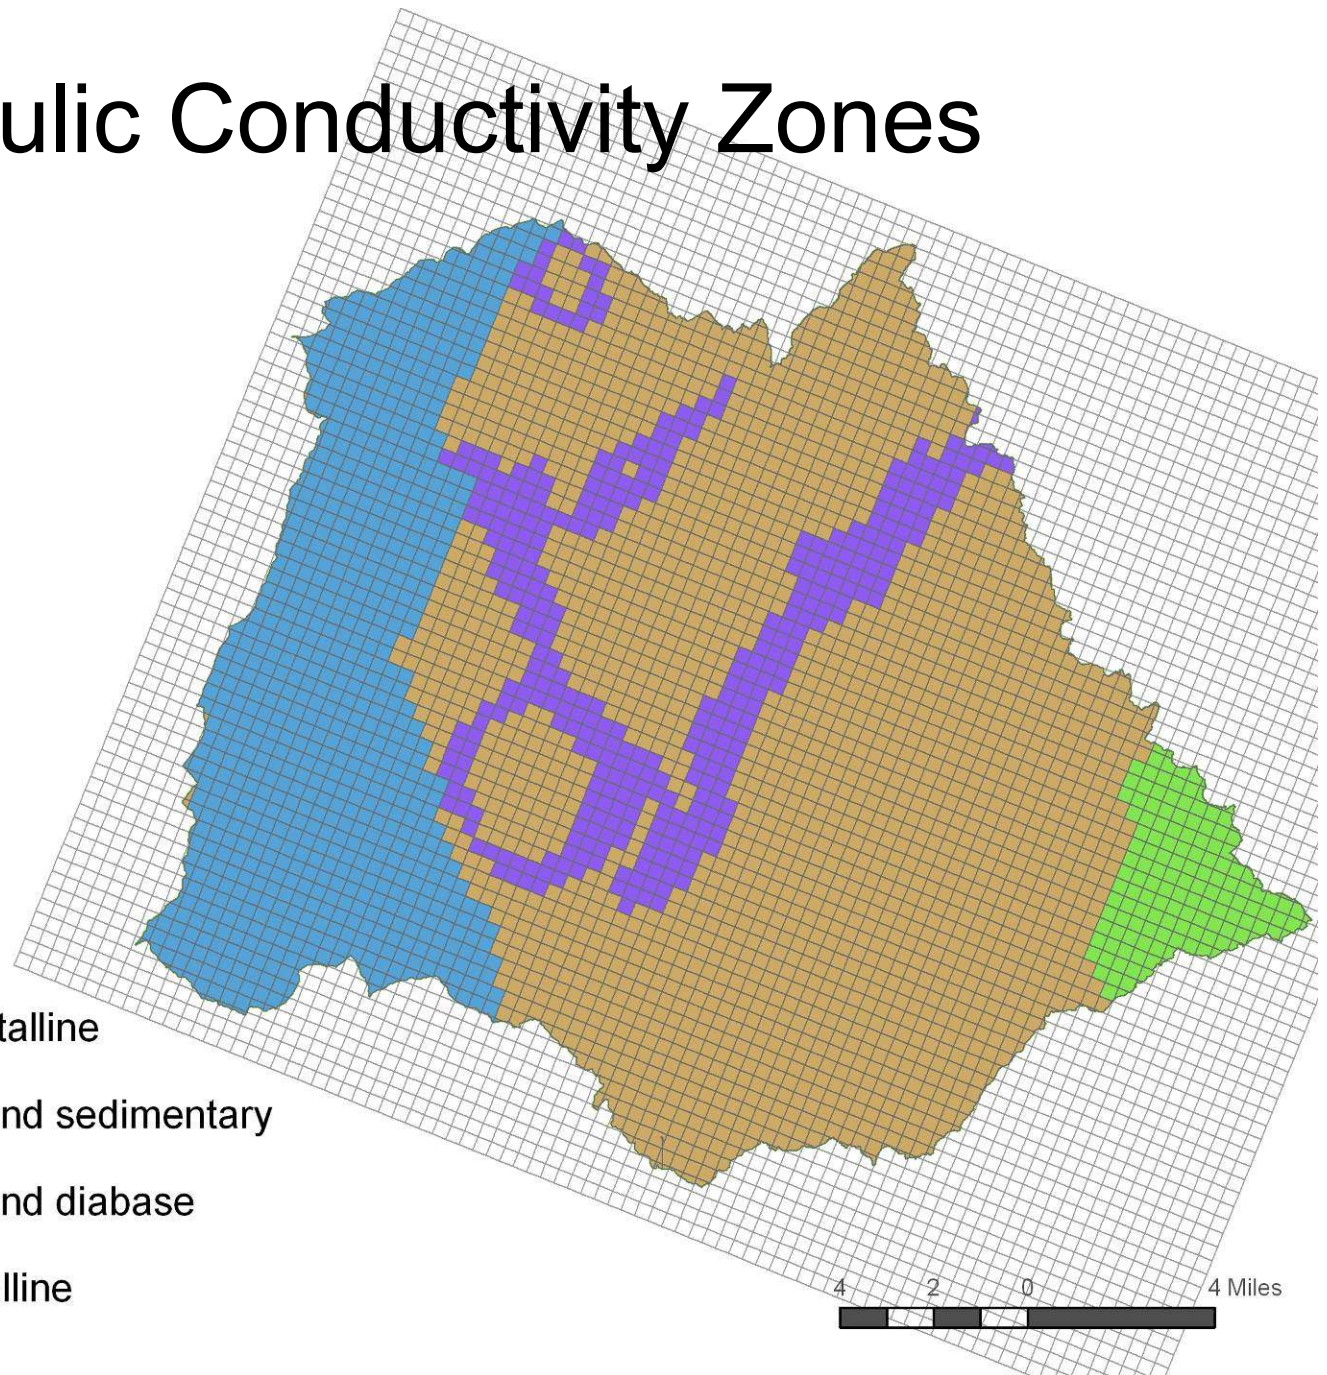 ulic Conductivity Zones
talline
nd sedimentary
nd diabase
lline
4 2 0 4 Miles